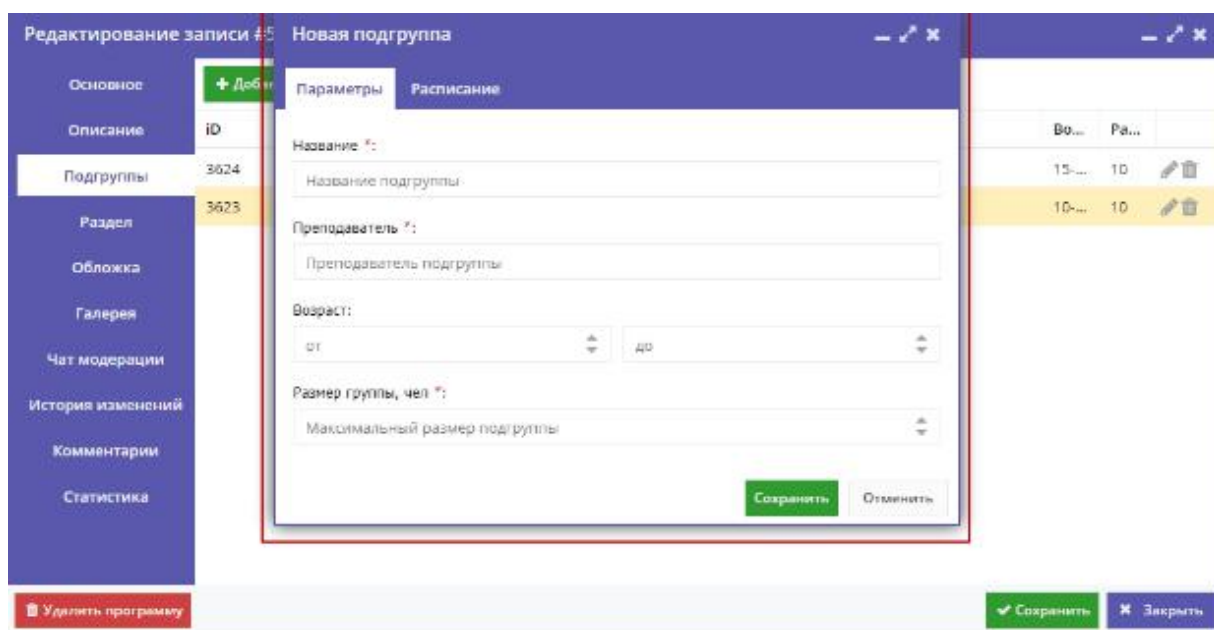 Редактирование записи #5
Новая подгруппа
Основное
Описание
Подгруппы
Раздел
Обложка
Галерея
Чат модерации
История изменений
Комментарии
Статистика
Параметры
Расписание
iD
Во...
Ра...
3624
15-...
10
3623
10-...
10
Название *:
Название подгруппы
Преподаватель *:
Преподаватель подгруппы
Возраст:
от
до
Размер группы, чел *:
Максимальный размер подгруппы
Сохранить
Отменить
Удалить программу
Сохранить
Закрыть